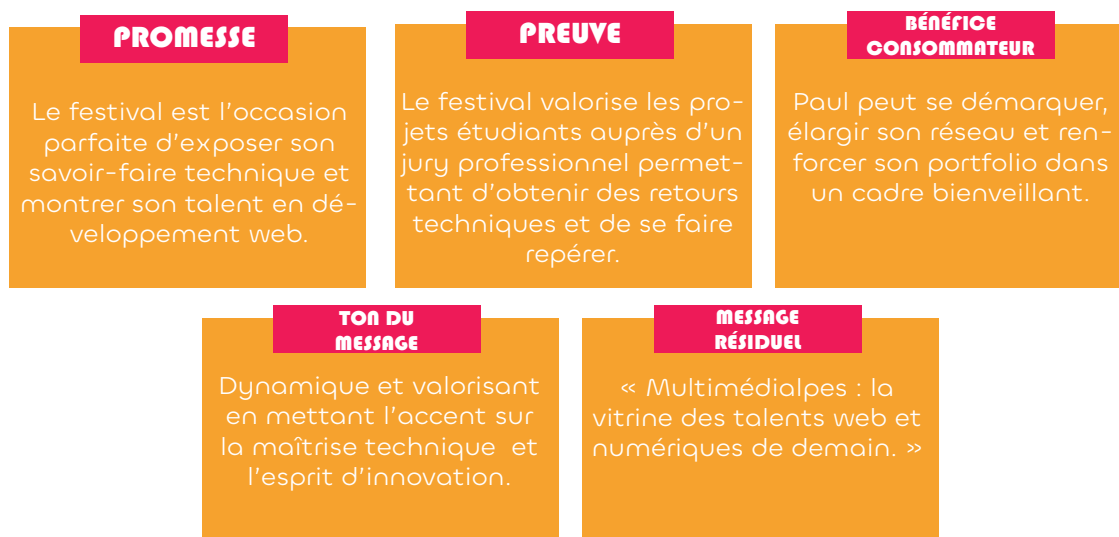 PROMESSE
Le festival est l'occasion
parfaite d'exposer son
savoir-faire technique et
montrer son talent en dé-
veloppement web.
PREUVE
Le festival valorise les pro-
jets étudiants auprès d'un
jury professionnel permet-
tant d'obtenir des retours
techniques et de se faire
repérer.
BÉNÉFICE
CONSOMMATEUR
Paul peut se démarquer,
élargir son réseau et ren-
forcer son portfolio dans
un cadre bienveillant.
TON DU
MESSAGE
Dynamique et valorisant
en mettant l'accent sur
la maîtrise technique et
l'esprit d'innovation.
MESSAGE
RÉSIDUEL
« Multimédialpes : la
vitrine des talents web et
numériques de demain. »